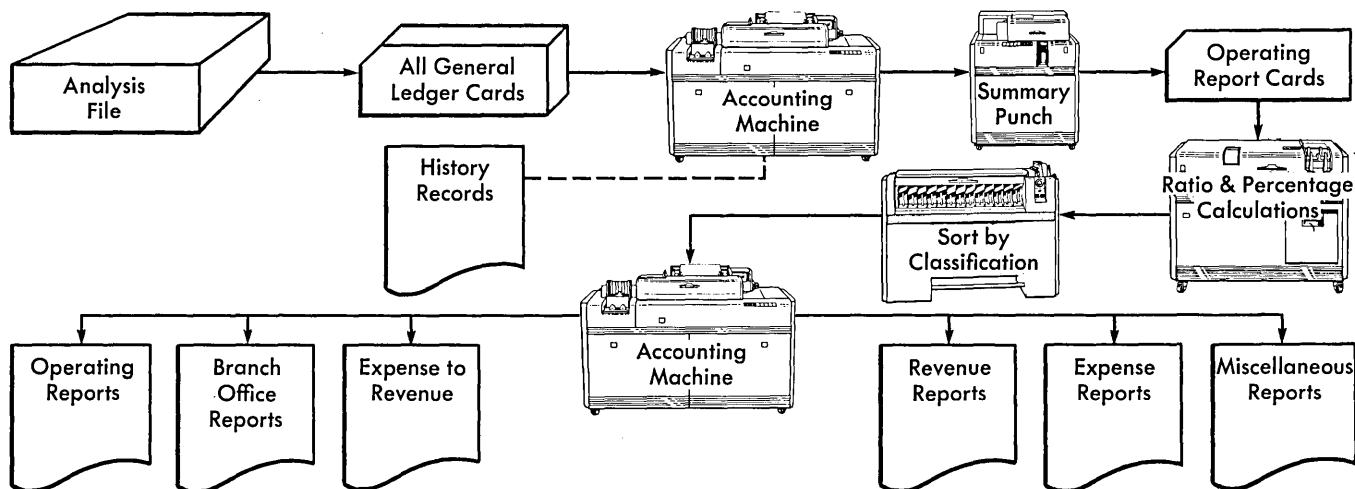 Analysis
File
All General
Ledger Cards
Accounting
Machine
Summary
Punch
Operating
Report Cards
History
Records
Sort by
Classification
Ratio & Percentage
Calculations
Operating
Reports
Branch
Office
Reports
Expense to
Revenue
Accounting
Machine
Revenue
Reports
Expense
Reports
Miscellaneous
Reports